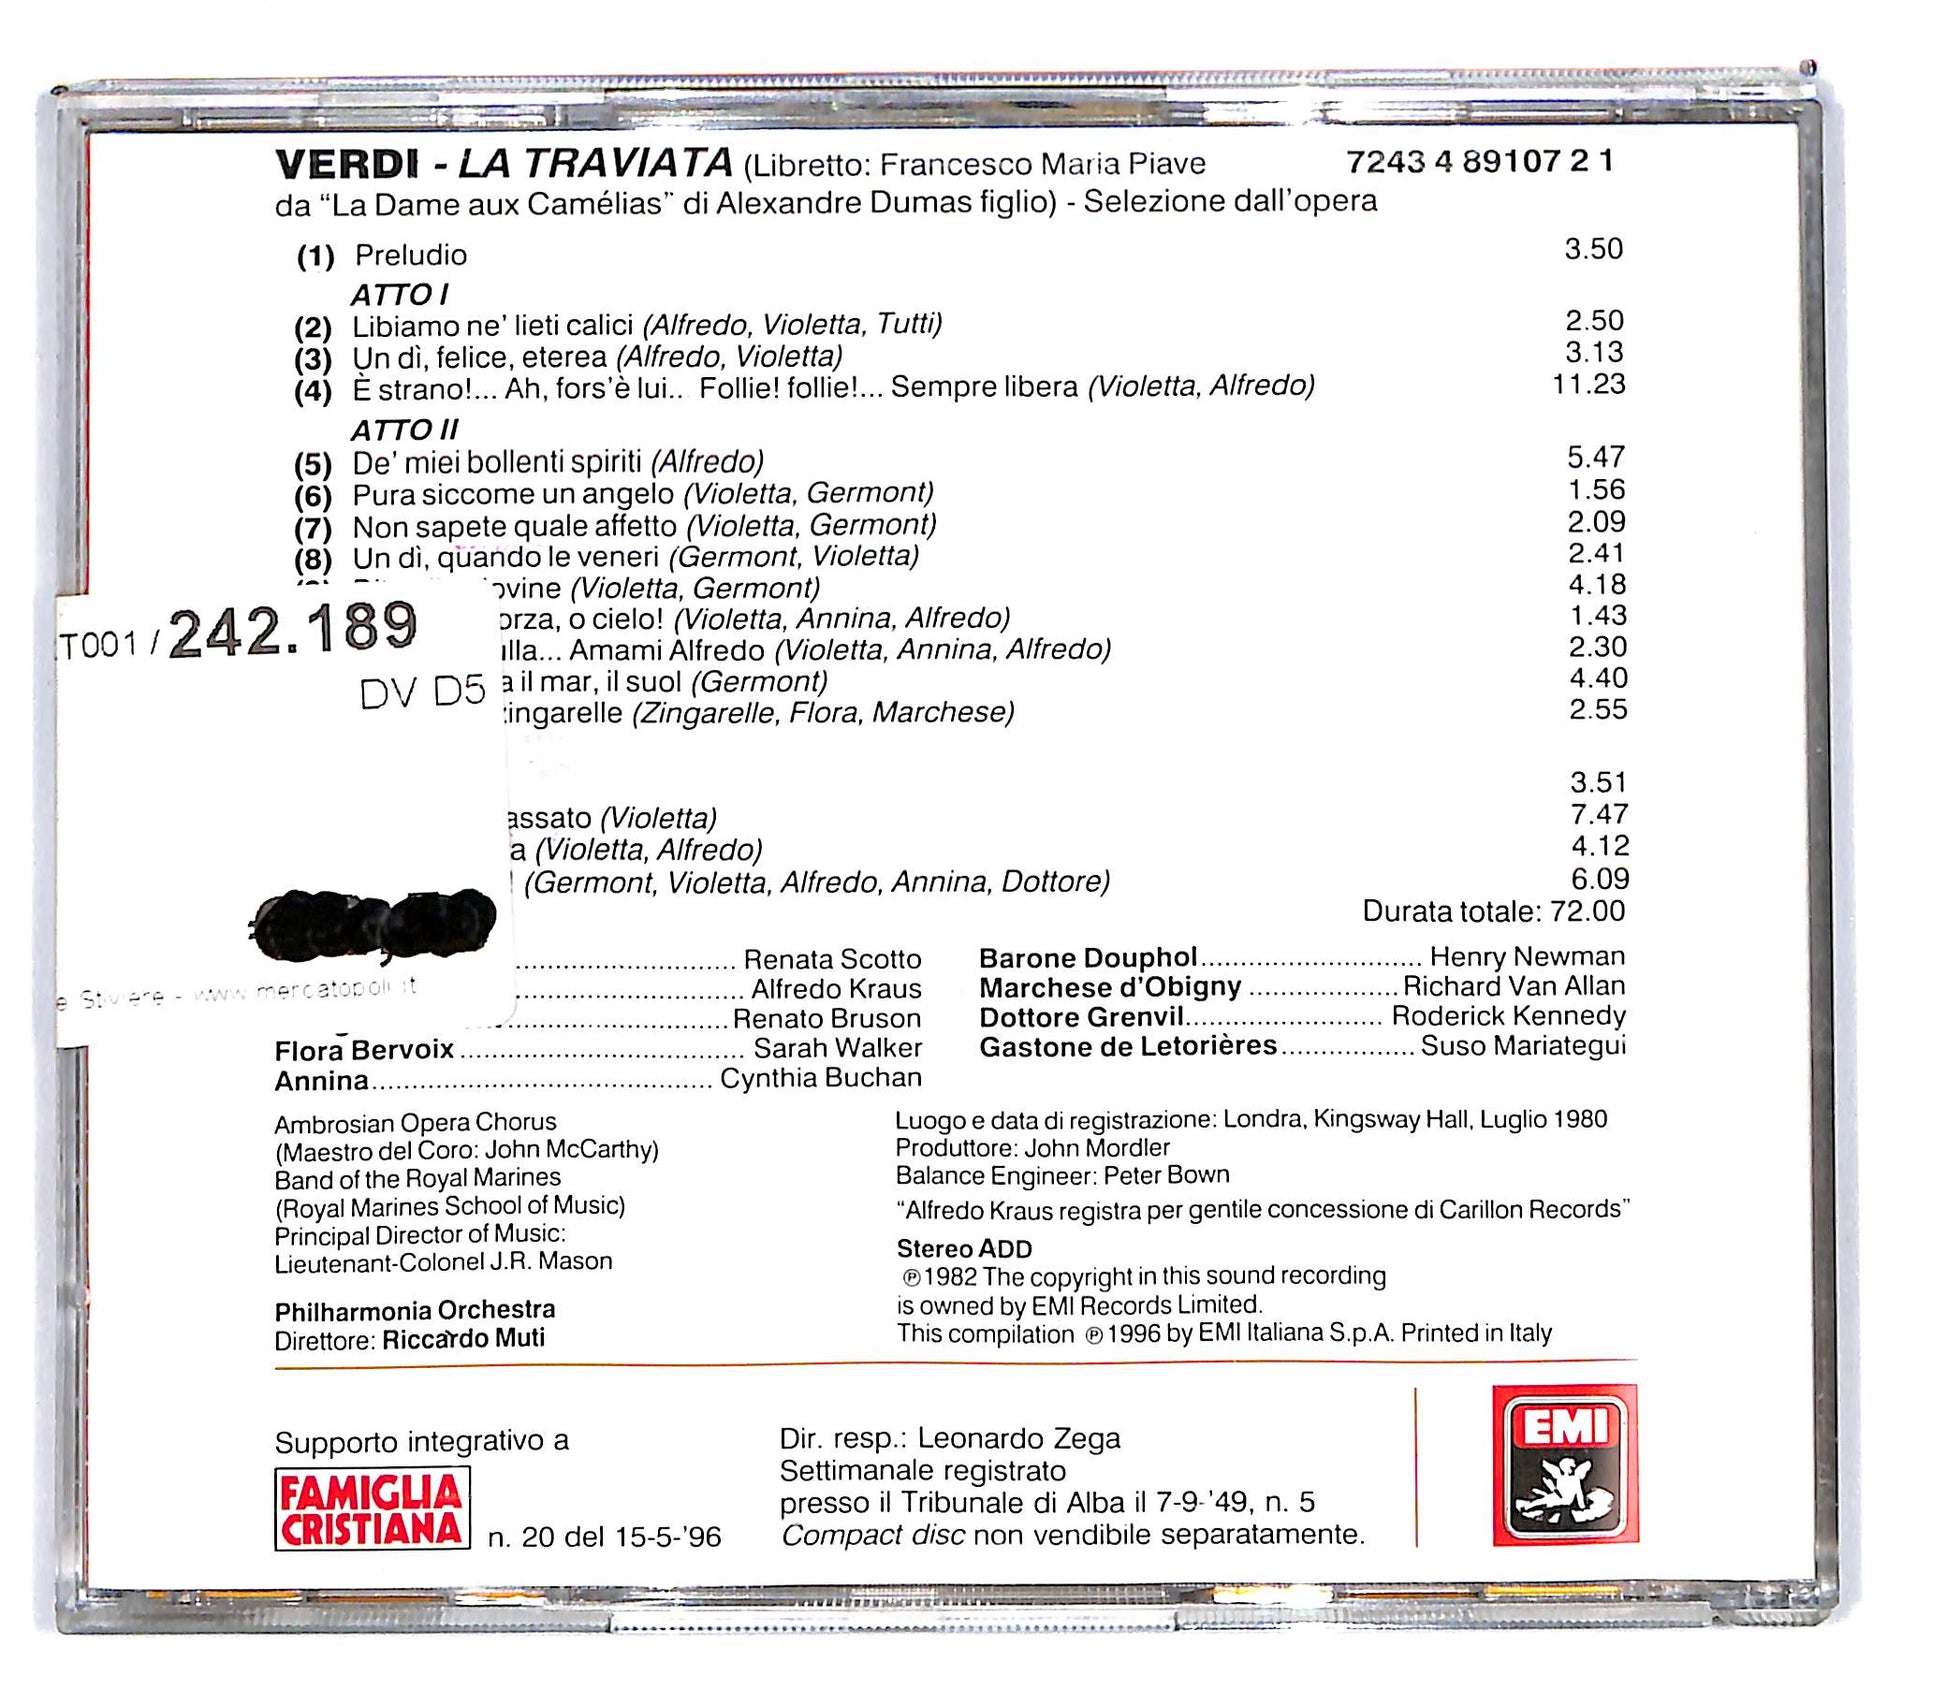 VERDI - LA TRAVIATA (Libretto: Francesco Maria Piave 7243 4 89107 2 1
da “La Dame aux Camélias” di Alexandre Dumas figlio) - Selezione dall'opera
(1) Preludio 3.50
ATTO I
(2) Libiamo ne' lieti calici (Alfredo, Violetta, Tutti) 2.50
(3) Un dì, felice, eterea (Alfredo, Violetta) 3.13
(4) È strano!... Ah, fors'è lui.. Follie! follie!... Sempre libera (Violetta, Alfredo) 11.23
ATTO II
(5) De' miei bollenti spiriti (Alfredo) 5.47
(6) Pura siccome un angelo (Violetta, Germont) 1.56
(7) Non sapete quale affetto (Violetta, Germont) 2.09
(8) Un dì, quando le veneri (Germont, Violetta) 2.41
(Violetta, Germont) 4.18
o cielo! (Violetta, Annina, Alfredo) 1.43
Amami Alfredo (Violetta, Annina, Alfredo) 2.30
il mar, il suol (Germont) 4.40
(Zingarelle, Flora, Marchese) 2.55
3.51
(Violetta) 7.47
(Violetta, Alfredo) 4.12
(Germont, Violetta, Alfredo, Annina, Dottore) 6.09
Durata totale: 72.00
T001 / 242.189
DV D5
e Stiviere - www.mercatopoli.it
Renata Scotto
Alfredo Kraus
Renato Bruson
Flora Bervoix Sarah Walker
Annina Cynthia Buchan
Barone Douphol Henry Newman
Marchese d'Obigny Richard Van Allan
Dottore Grenvil Roderick Kennedy
Gastone de Letorières Suso Mariategui
Ambrosian Opera Chorus
(Maestro del Coro: John McCarthy)
Band of the Royal Marines
(Royal Marines School of Music)
Principal Director of Music:
Lieutenant-Colonel J.R. Mason
Philharmonia Orchestra
Direttore: Riccardo Muti
Luogo e data di registrazione: Londra, Kingsway Hall, Luglio 1980
Produttore: John Mordler
Balance Engineer: Peter Bown
“Alfredo Kraus registra per gentile concessione di Carillon Records”
Stereo ADD
℗ 1982 The copyright in this sound recording
is owned by EMI Records Limited.
This compilation ℗ 1996 by EMI Italiana S.p.A. Printed in Italy
Supporto integrativo a
FAMIGLIA
CRISTIANA
n. 20 del 15-5-'96
Dir. resp.: Leonardo Zega
Settimanale registrato
presso il Tribunale di Alba il 7-9-'49, n. 5
Compact disc non vendibile separatamente.
EMI